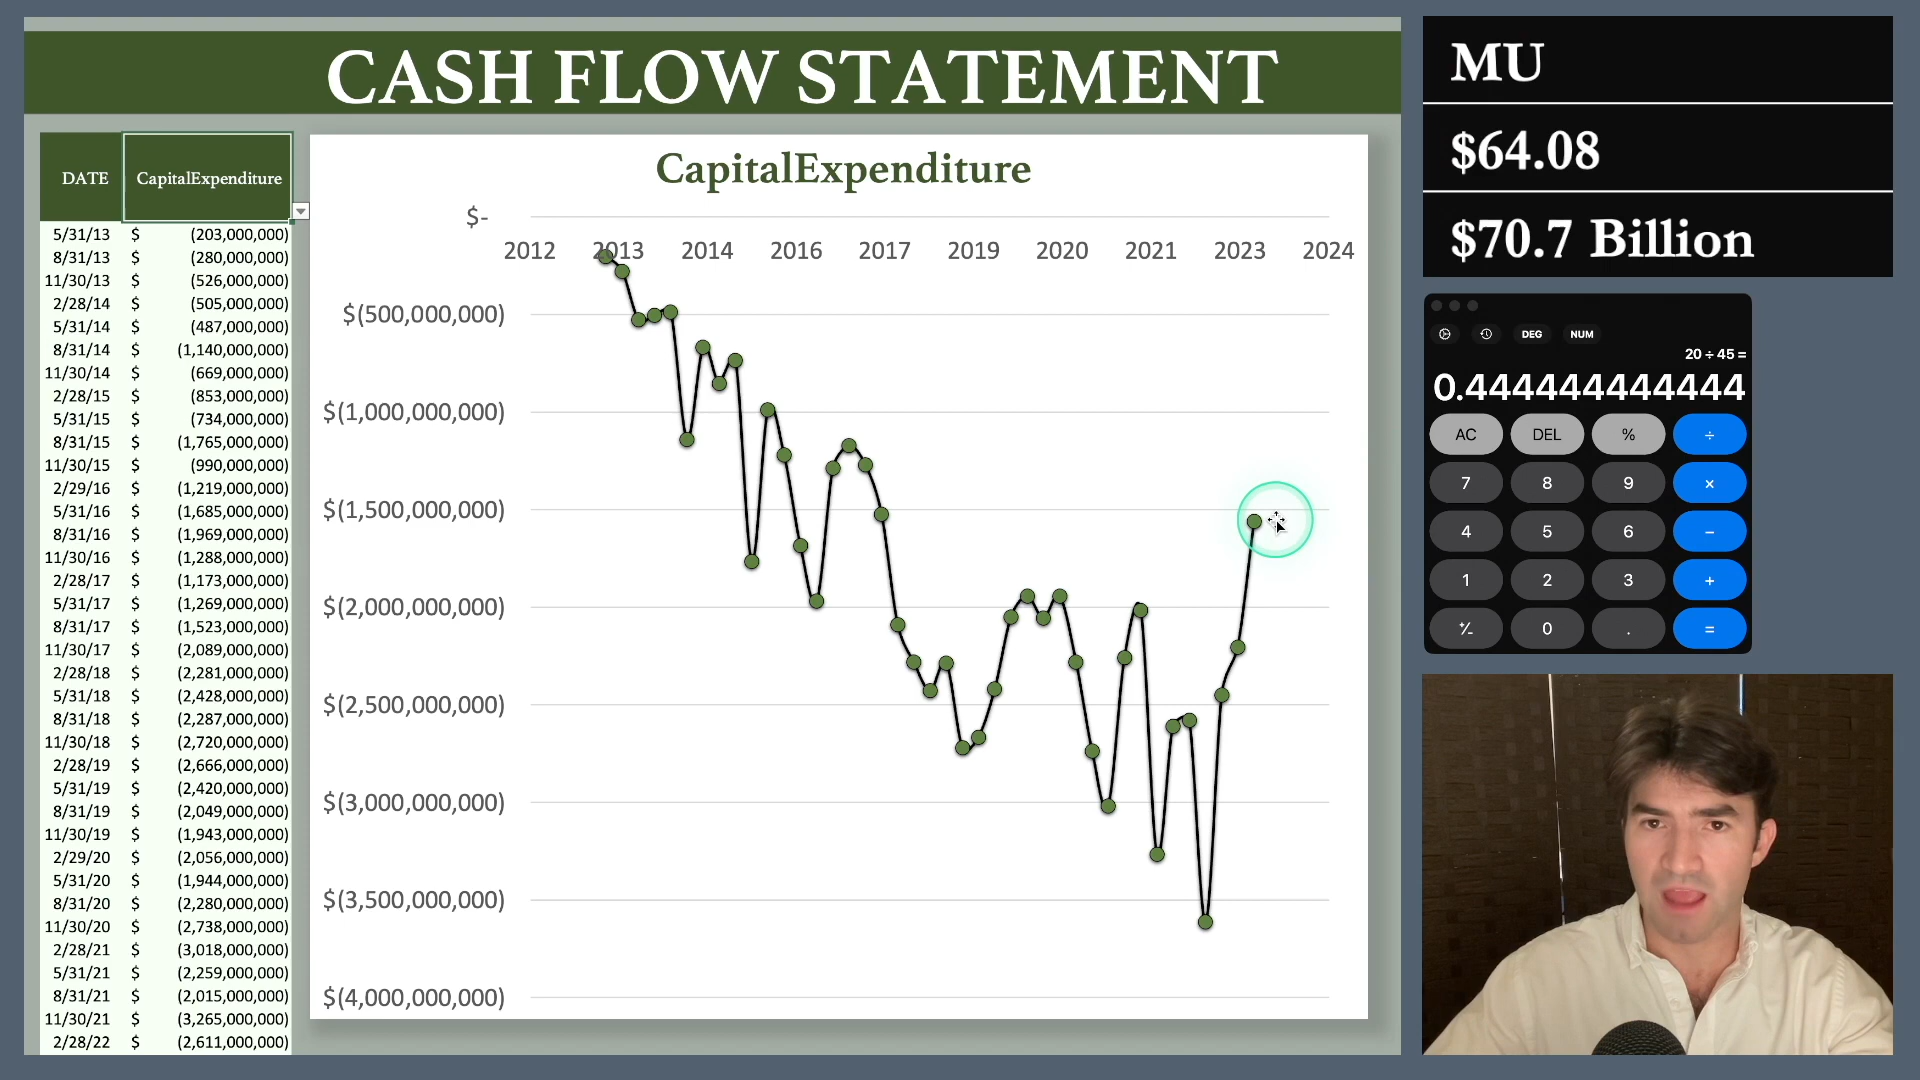 CASH FLOW STATEMENT
DATE CapitalExpenditure
5/31/13 $ (203,000,000)
8/31/13 $ (280,000,000)
11/30/13 $ (526,000,000)
2/28/14 $ (505,000,000)
5/31/14 $ (487,000,000)
8/31/14 $ (1,140,000,000)
11/30/14 $ (669,000,000)
2/28/15 $ (853,000,000)
5/31/15 $ (734,000,000)
8/31/15 $ (1,765,000,000)
11/30/15 $ (990,000,000)
2/29/16 $ (1,219,000,000)
5/31/16 $ (1,685,000,000)
8/31/16 $ (1,969,000,000)
11/30/16 $ (1,288,000,000)
2/28/17 $ (1,173,000,000)
5/31/17 $ (1,269,000,000)
8/31/17 $ (1,523,000,000)
11/30/17 $ (2,089,000,000)
2/28/18 $ (2,281,000,000)
5/31/18 $ (2,428,000,000)
8/31/18 $ (2,287,000,000)
11/30/18 $ (2,720,000,000)
2/28/19 $ (2,666,000,000)
5/31/19 $ (2,420,000,000)
8/31/19 $ (2,049,000,000)
11/30/19 $ (1,943,000,000)
2/29/20 $ (2,056,000,000)
5/31/20 $ (1,944,000,000)
8/31/20 $ (2,280,000,000)
11/30/20 $ (2,738,000,000)
2/28/21 $ (3,018,000,000)
5/31/21 $ (2,259,000,000)
8/31/21 $ (2,015,000,000)
11/30/21 $ (3,265,000,000)
2/28/22 $ (2,611,000,000)
CapitalExpenditure
$-
2012 2013 2014 2016 2017 2019 2020 2021 2023 2024
$(500,000,000)
$(1,000,000,000)
$(1,500,000,000)
$(2,000,000,000)
$(2,500,000,000)
$(3,000,000,000)
$(3,500,000,000)
$(4,000,000,000)
MU
$64.08
$70.7 Billion
DEG NUM
20 ÷ 45 =
0.444444444444
AC DEL % ÷
7 8 9 ×
4 5 6 −
1 2 3 +
+/- 0 . =